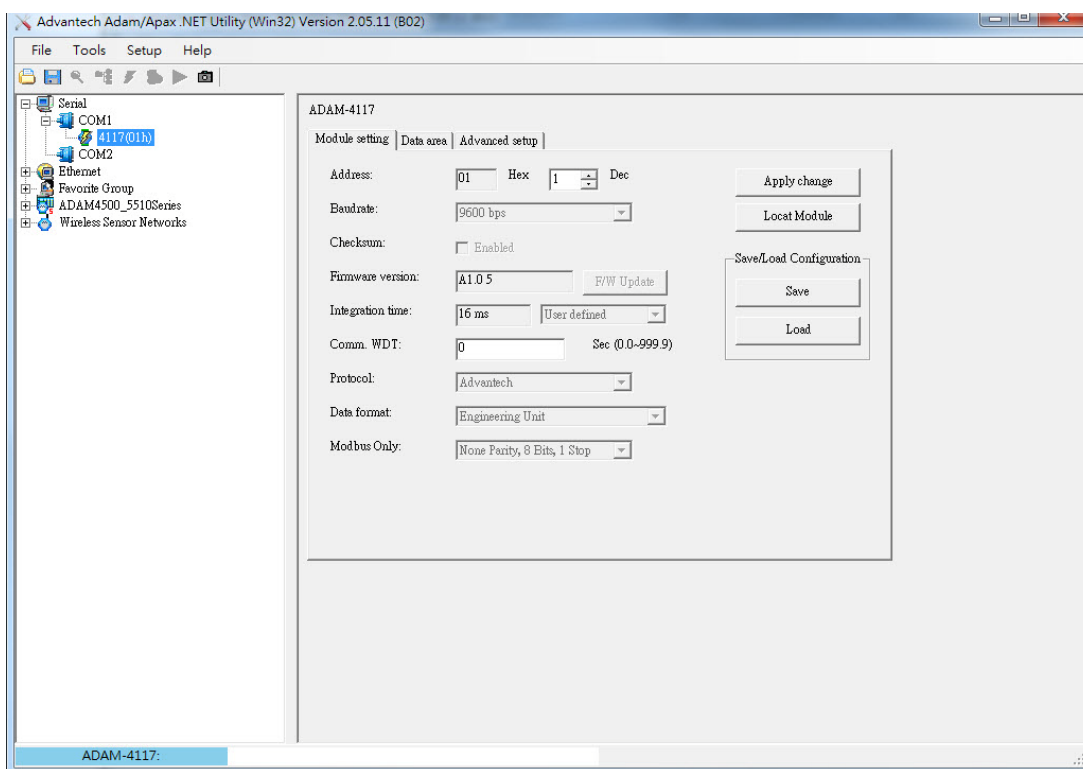 Advantech Adam/Apax .NET Utility (Win32) Version 2.05.11 (B02)
File Tools Setup Help
Serial
COM1
4117(01h)
COM2
Ethernet
Favorite Group
ADAM4500_5510Series
Wireless Sensor Networks
ADAM-4117
Module setting Data area Advanced setup
Address: 01 Hex 1 Dec
Baudrate: 9600 bps
Checksum: Enabled
Firmware version: A1.05 F/W Update
Integration time: 16 ms User defined
Comm. WDT: 0 Sec (0.0~999.9)
Protocol: Advantech
Data format: Engineering Unit
Modbus Only: None Parity, 8 Bits, 1 Stop
Apply change
Locat Module
Save/Load Configuration
Save
Load
ADAM-4117: